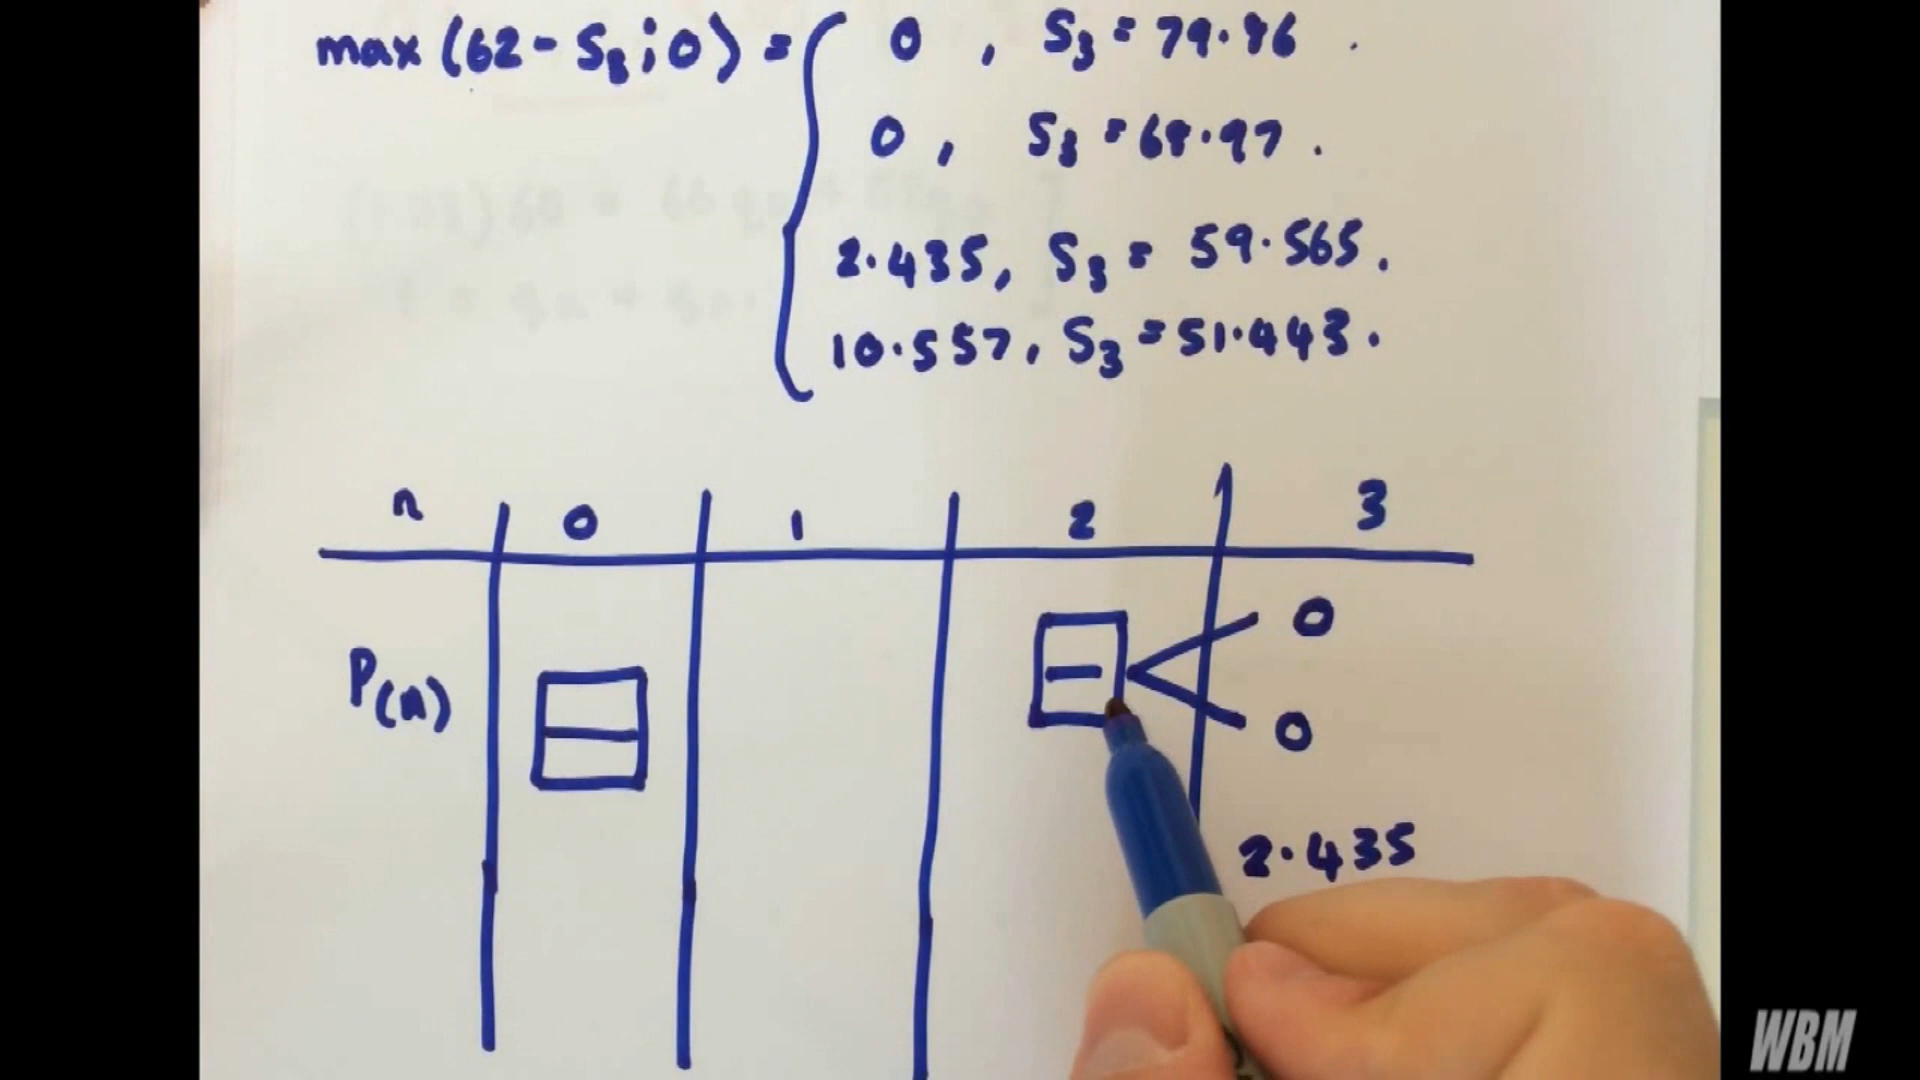 max (62 - S₃ ; 0) = { 0 , S₃ = 79.86 .
0 , S₃ = 68.97 .
2.435, S₃ = 59.565.
10.557, S₃ = 51.443.
n 0 1 2 3
0
P(n)
0
2.435
WBM